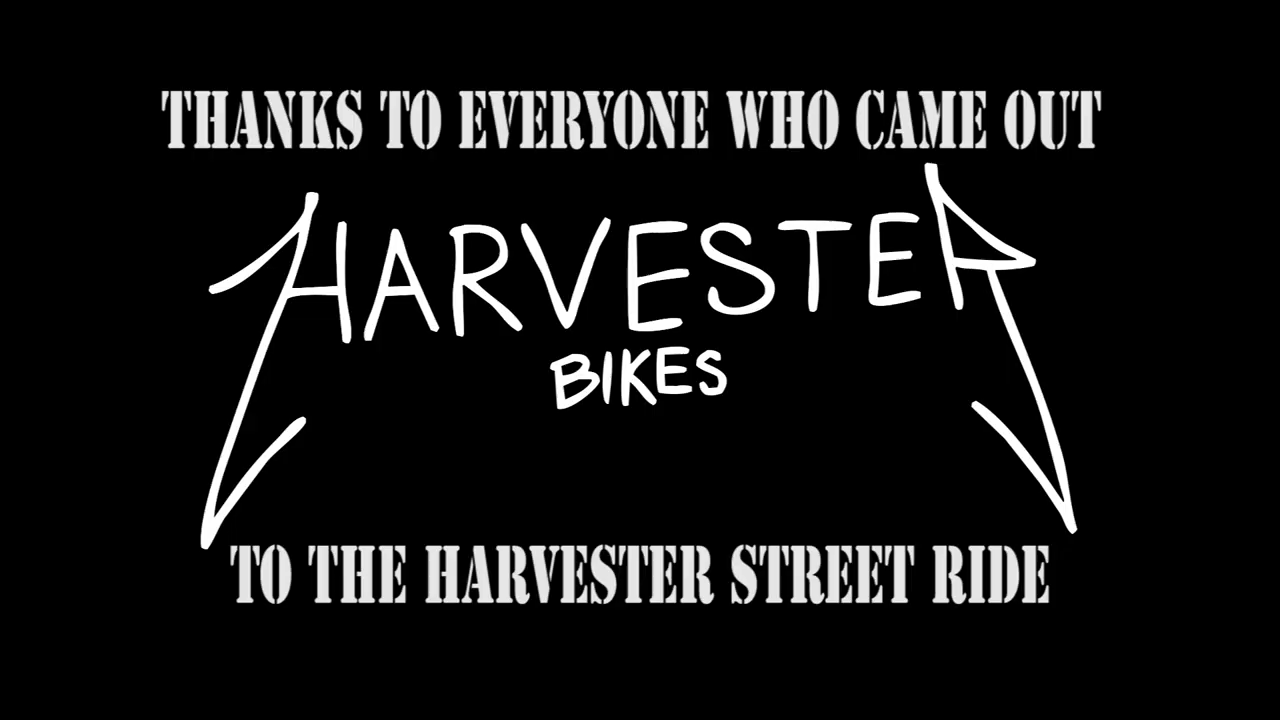 THANKS TO EVERYONE WHO CAME OUT
HARVESTER
BIKES
TO THE HARVESTER STREET RIDE